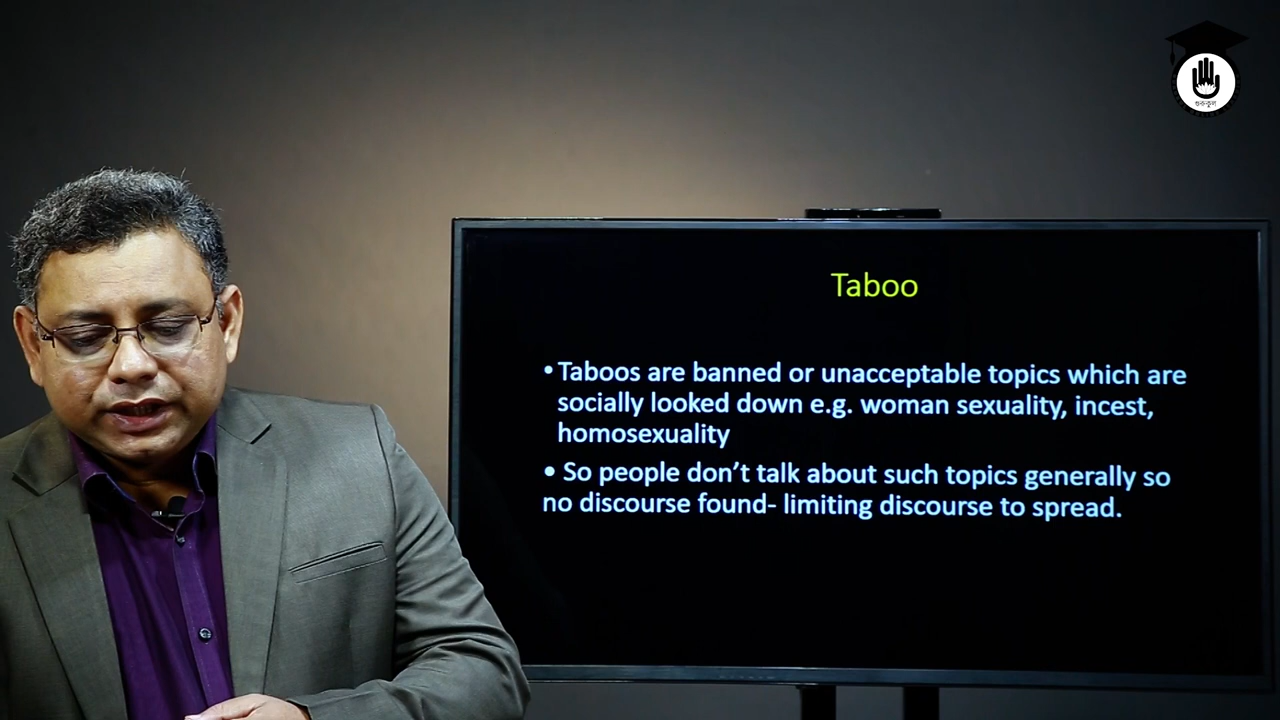 গুরুকুল
Taboo
• Taboos are banned or unacceptable topics which are
socially looked down e.g. woman sexuality, incest,
homosexuality
• So people don’t talk about such topics generally so
no discourse found- limiting discourse to spread.